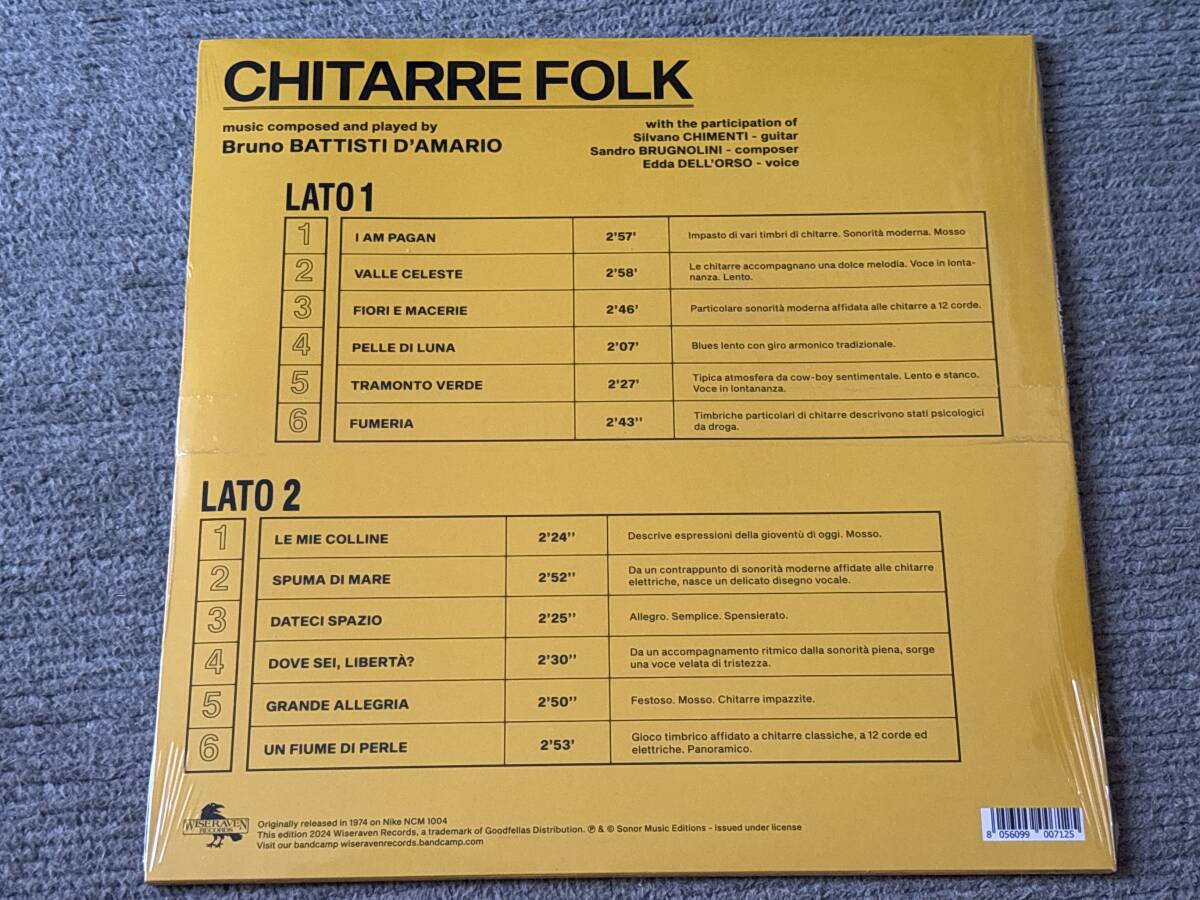 CHITARRE FOLK
music composed and played by
Bruno BATTISTI D'AMARIO
with the participation of
Silvano CHIMENTI - guitar
Sandro BRUGNOLINI - composer
Edda DELL'ORSO - voice
LATO 1
1 I AM PAGAN 2'57' Impasto di vari timbri di chitarre. Sonorità moderna. Mosso
2 VALLE CELESTE 2'58' Le chitarre accompagnano una dolce melodia. Voce in lonta-
nanza. Lento.
3 FIORI E MACERIE 2'46' Particolare sonorità moderna affidata alle chitarre a 12 corde.
4 PELLE DI LUNA 2'07' Blues lento con giro armonico tradizionale.
5 TRAMONTO VERDE 2'27' Tipica atmosfera da cow-boy sentimentale. Lento e stanco.
Voce in lontananza.
6 FUMERIA 2'43'' Timbriche particolari di chitarre descrivono stati psicologici
da droga.
LATO 2
1 LE MIE COLLINE 2'24'' Descrive espressioni della gioventù di oggi. Mosso.
2 SPUMA DI MARE 2'52'' Da un contrappunto di sonorità moderne affidate alle chitarre
elettriche, nasce un delicato disegno vocale.
3 DATECI SPAZIO 2'25'' Allegro. Semplice. Spensierato.
4 DOVE SEI, LIBERTÀ? 2'30'' Da un accompagnamento ritmico dalla sonorità piena, sorge
una voce velata di tristezza.
5 GRANDE ALLEGRIA 2'50'' Festoso. Mosso. Chitarre impazzite.
6 UN FIUME DI PERLE 2'53' Gioco timbrico affidato a chitarre classiche, a 12 corde ed
elettriche. Panoramico.
WISERAVEN
RECORDS
Originally released in 1974 on Nike NCM 1004
This edition 2024 Wiseraven Records, a trademark of Goodfellas Distribution. ℗ & © Sonor Music Editions - Issued under license
Visit our bandcamp wiseravenrecords.bandcamp.com
8 056099 007125